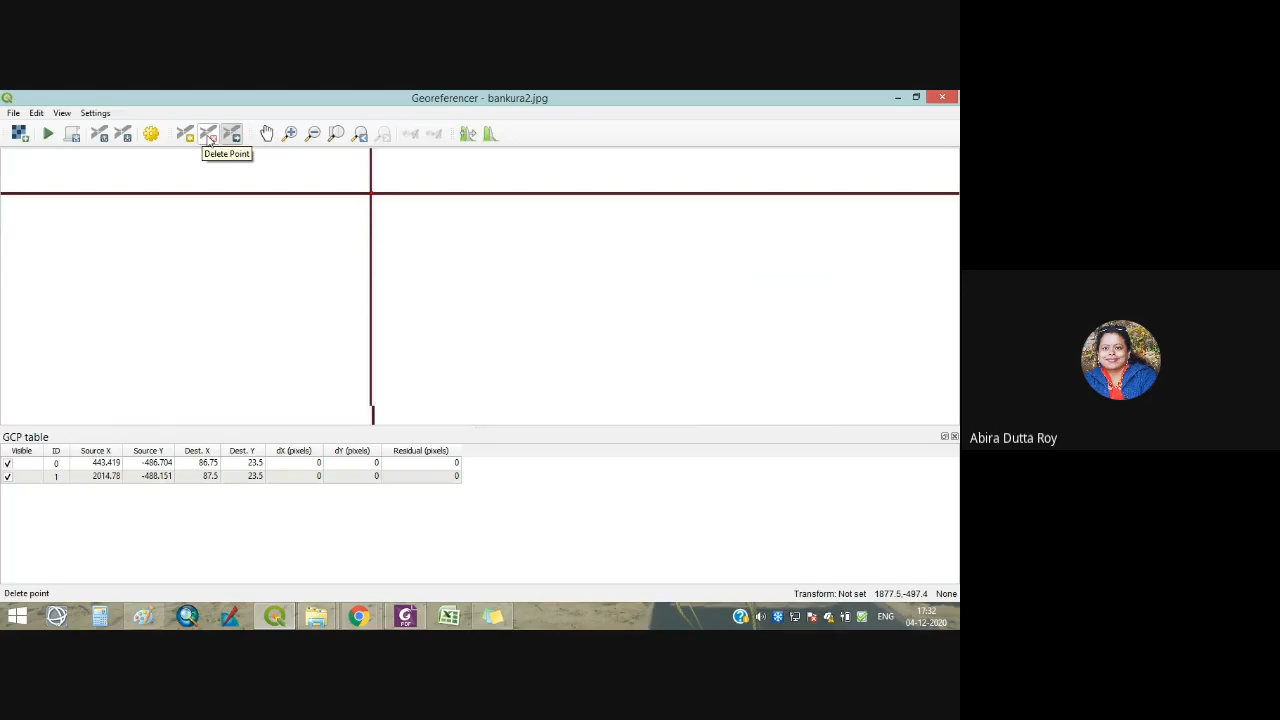 Georeferencer - bankura2.jpg
File Edit View Settings
Delete Point
GCP table
Visible ID Source X Source Y Dest. X Dest. Y dX (pixels) dY (pixels) Residual (pixels)
0 443.419 -486.704 86.75 23.5 0 0 0
1 2014.78 -488.151 87.5 23.5 0 0 0
Abira Dutta Roy
Delete point Transform: Not set 1877.5,-497.4 None
PDF ENG 17:32
04-12-2020